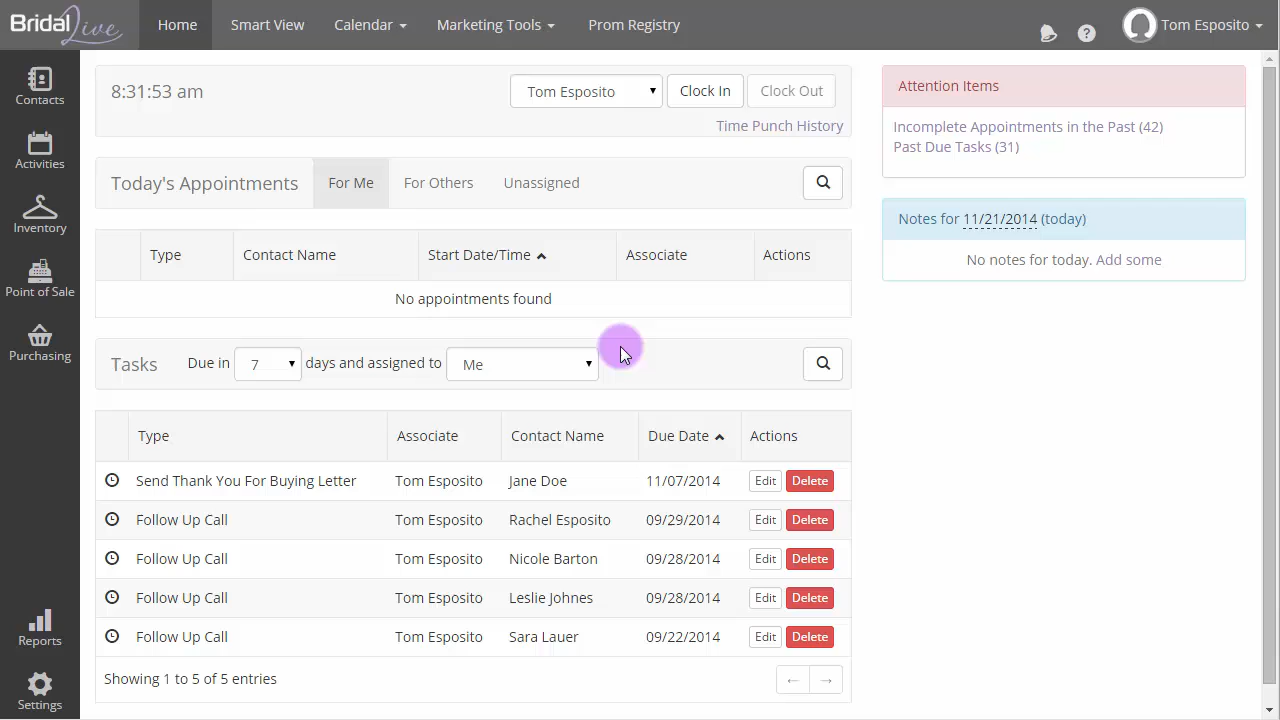 Bridal Live
Home
Smart View
Calendar
Marketing Tools
Prom Registry
?
Tom Esposito
Contacts
Activities
Inventory
Point of Sale
Purchasing
Reports
Settings
8:31:53 am
Tom Esposito
Clock In
Clock Out
Time Punch History
Today's Appointments
For Me
For Others
Unassigned
Type Contact Name Start Date/Time Associate Actions
No appointments found
Tasks
Due in 7 days and assigned to Me
Type Associate Contact Name Due Date Actions
Send Thank You For Buying Letter Tom Esposito Jane Doe 11/07/2014 Edit Delete
Follow Up Call Tom Esposito Rachel Esposito 09/29/2014 Edit Delete
Follow Up Call Tom Esposito Nicole Barton 09/28/2014 Edit Delete
Follow Up Call Tom Esposito Leslie Johnes 09/28/2014 Edit Delete
Follow Up Call Tom Esposito Sara Lauer 09/22/2014 Edit Delete
Showing 1 to 5 of 5 entries
← →
Attention Items
Incomplete Appointments in the Past (42)
Past Due Tasks (31)
Notes for 11/21/2014 (today)
No notes for today. Add some